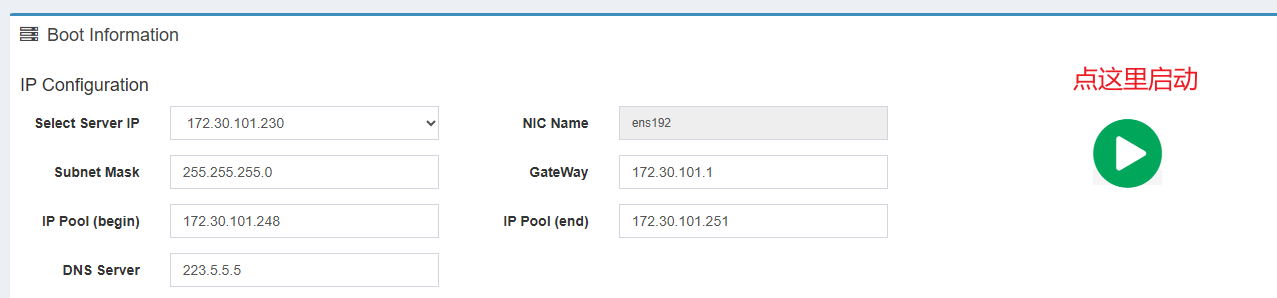 Boot Information
IP Configuration
点这里启动
Select Server IP 172.30.101.230 NIC Name ens192
Subnet Mask 255.255.255.0 GateWay 172.30.101.1
IP Pool (begin) 172.30.101.248 IP Pool (end) 172.30.101.251
DNS Server 223.5.5.5